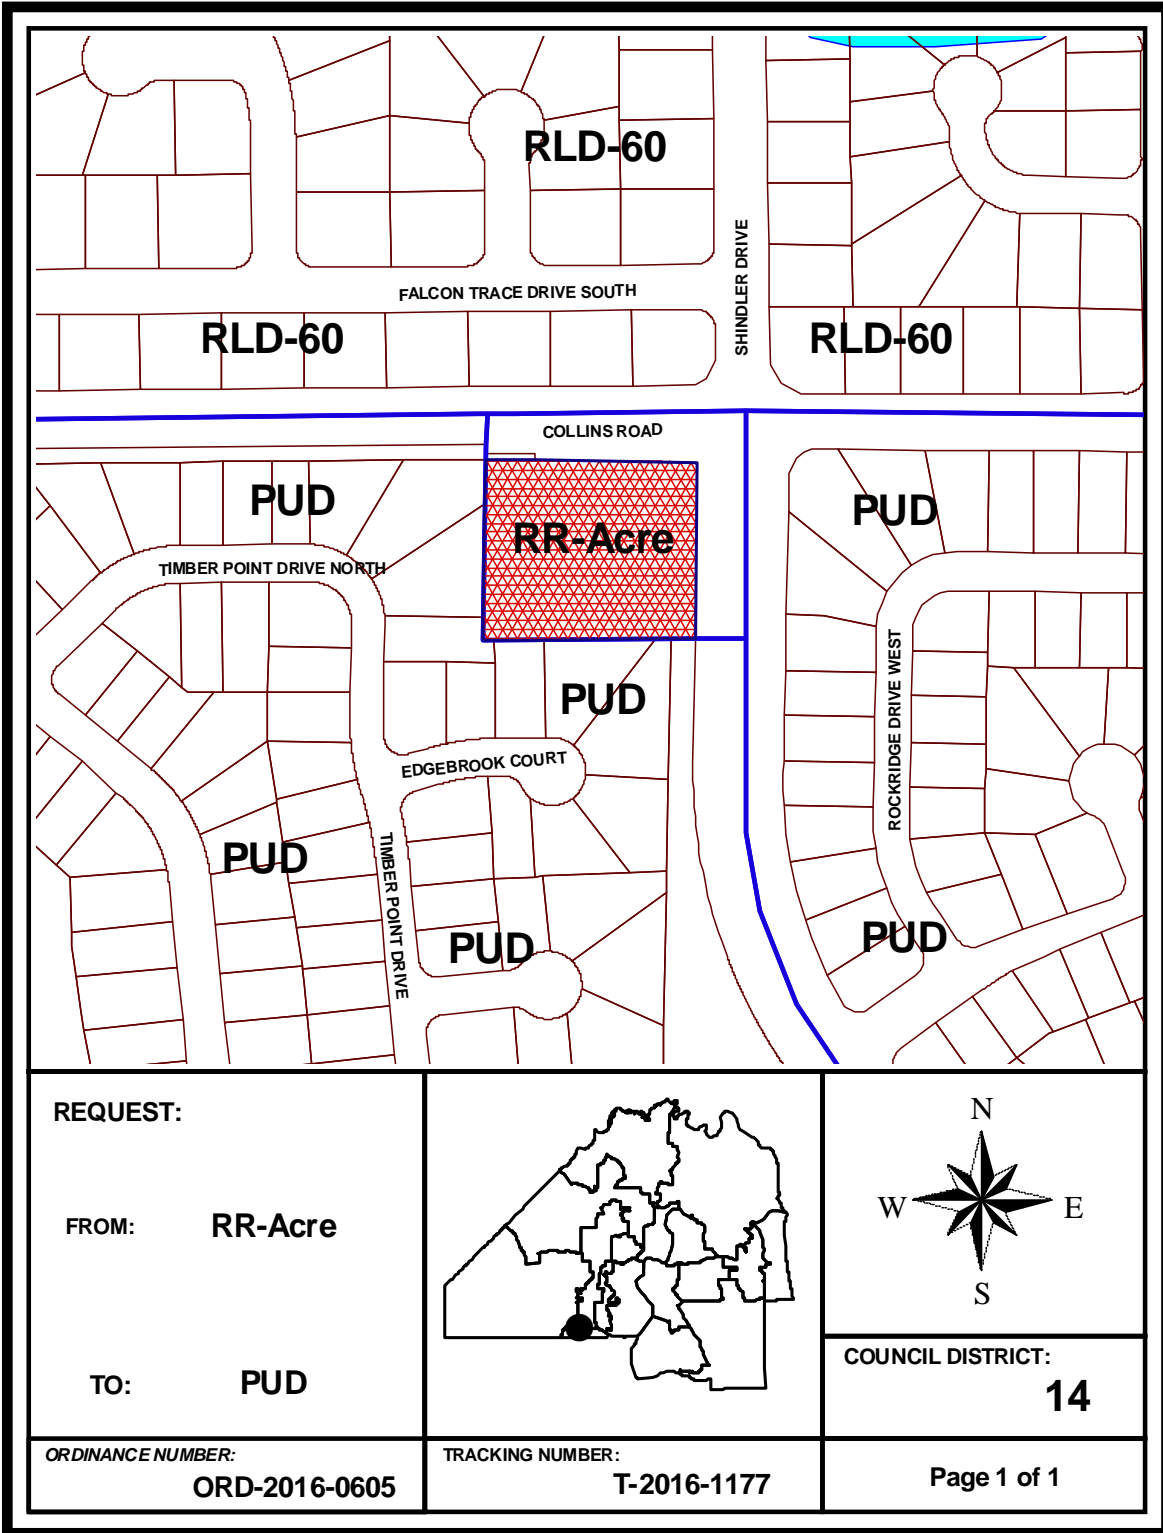 RLD-60
SHINDLER DRIVE
FALCON TRACE DRIVE SOUTH
RLD-60
RLD-60
COLLINS ROAD
PUD
PUD
RR-Acre
TIMBER POINT DRIVE NORTH
ROCKRIDGE DRIVE WEST
PUD
EDGEBROOK COURT
TIMBER POINT DRIVE
PUD
PUD
PUD
REQUEST:
FROM: RR-Acre
TO: PUD
N
W E
S
COUNCIL DISTRICT:
14
ORDINANCE NUMBER:
ORD-2016-0605
TRACKING NUMBER:
T-2016-1177
Page 1 of 1